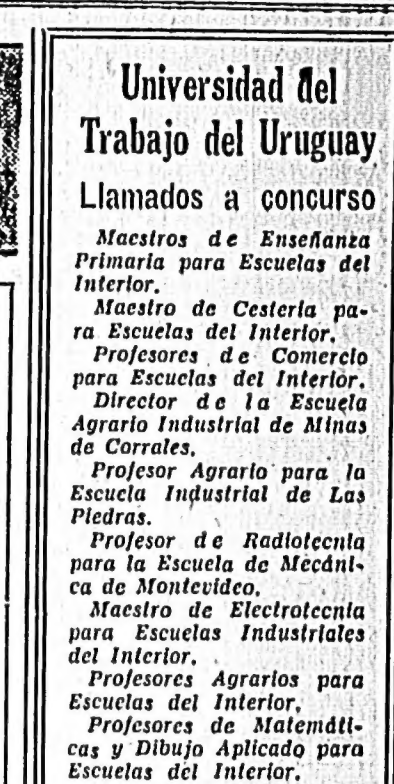 Universidad del
Trabajo del Uruguay
Llamados a concurso
Maestros de Enseñanza
Primaria para Escuelas del
Interior.
Maestro de Cestería pa-
ra Escuelas del Interior.
Profesores de Comercio
para Escuelas del Interior.
Director de la Escuela
Agrario Industrial de Minas
de Corrales.
Profesor Agrario para la
Escuela Industrial de Las
Piedras.
Profesor de Radiotecnia
para la Escuela de Mecáni-
ca de Montevideo.
Maestro de Electrotecnia
para Escuelas Industriales
del Interior.
Profesores Agrarios para
Escuelas del Interior,
Profesores de Matemáti-
cas y Dibujo Aplicado para
Escuelas del Interior.